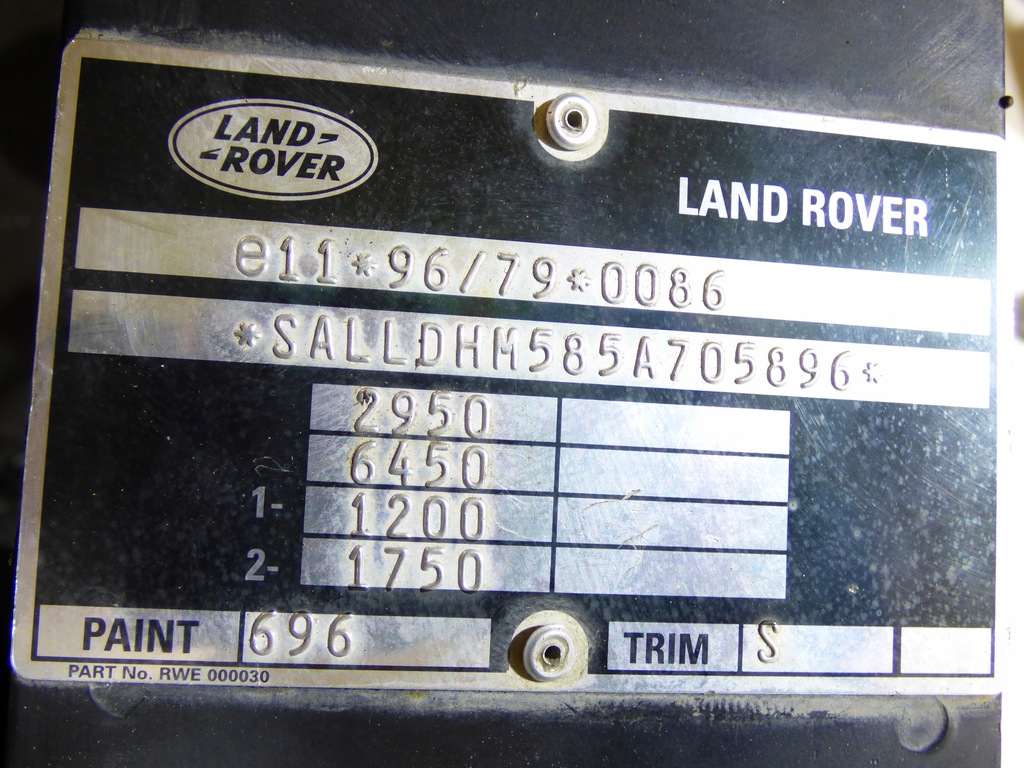 LAND-
-ROVER
LAND ROVER
e11*96/79*0086
*SALLDHM585A705896*
2950
6450
1- 1200
2- 1750
PAINT 696 TRIM S
PART No. RWE 000030